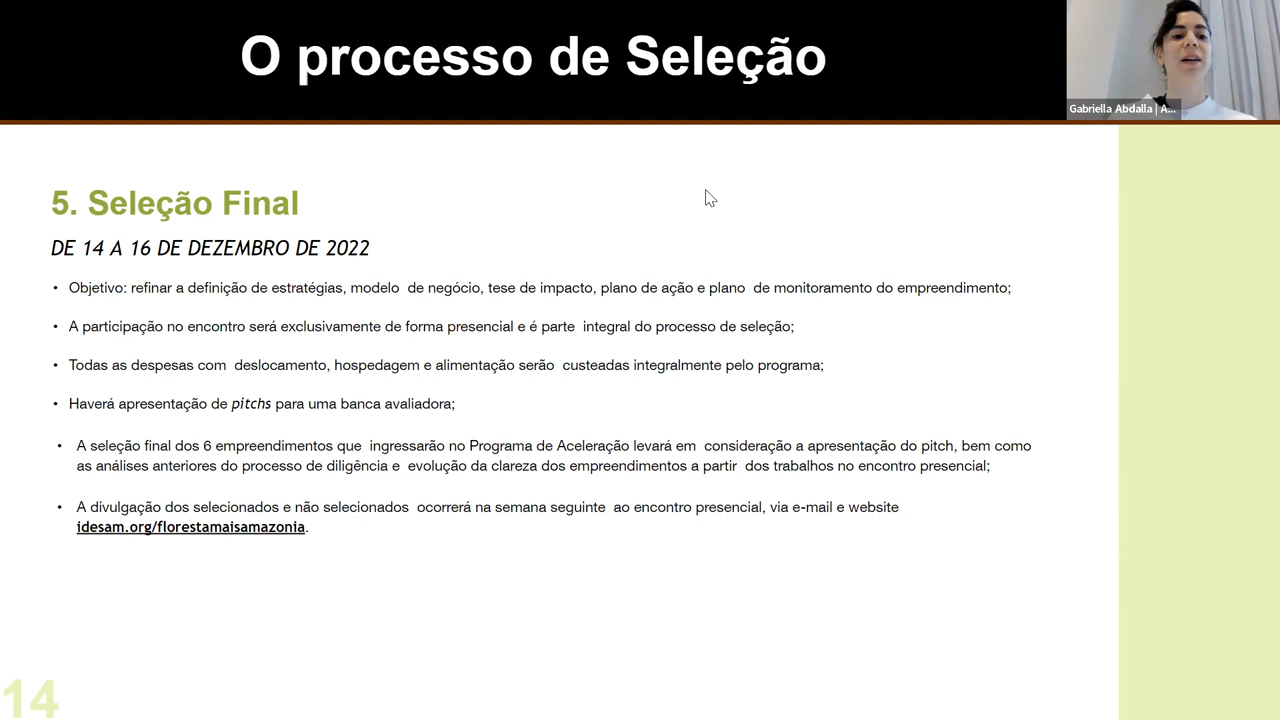 O processo de Seleção
Gabriella Abdalla | A...
5. Seleção Final
DE 14 A 16 DE DEZEMBRO DE 2022
• Objetivo: refinar a definição de estratégias, modelo de negócio, tese de impacto, plano de ação e plano de monitoramento do empreendimento;
• A participação no encontro será exclusivamente de forma presencial e é parte integral do processo de seleção;
• Todas as despesas com deslocamento, hospedagem e alimentação serão custeadas integralmente pelo programa;
• Haverá apresentação de pitchs para uma banca avaliadora;
• A seleção final dos 6 empreendimentos que ingressarão no Programa de Aceleração levará em consideração a apresentação do pitch, bem como
as análises anteriores do processo de diligência e evolução da clareza dos empreendimentos a partir dos trabalhos no encontro presencial;
• A divulgação dos selecionados e não selecionados ocorrerá na semana seguinte ao encontro presencial, via e-mail e website
idesam.org/florestamaisamazonia.
14